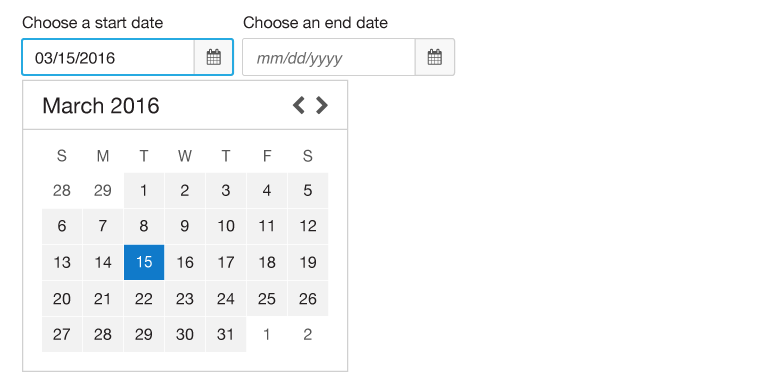 Choose a start date Choose an end date
03/15/2016 mm/dd/yyyy
March 2016
S M T W T F S
28 29 1 2 3 4 5
6 7 8 9 10 11 12
13 14 15 16 17 18 19
20 21 22 23 24 25 26
27 28 29 30 31 1 2